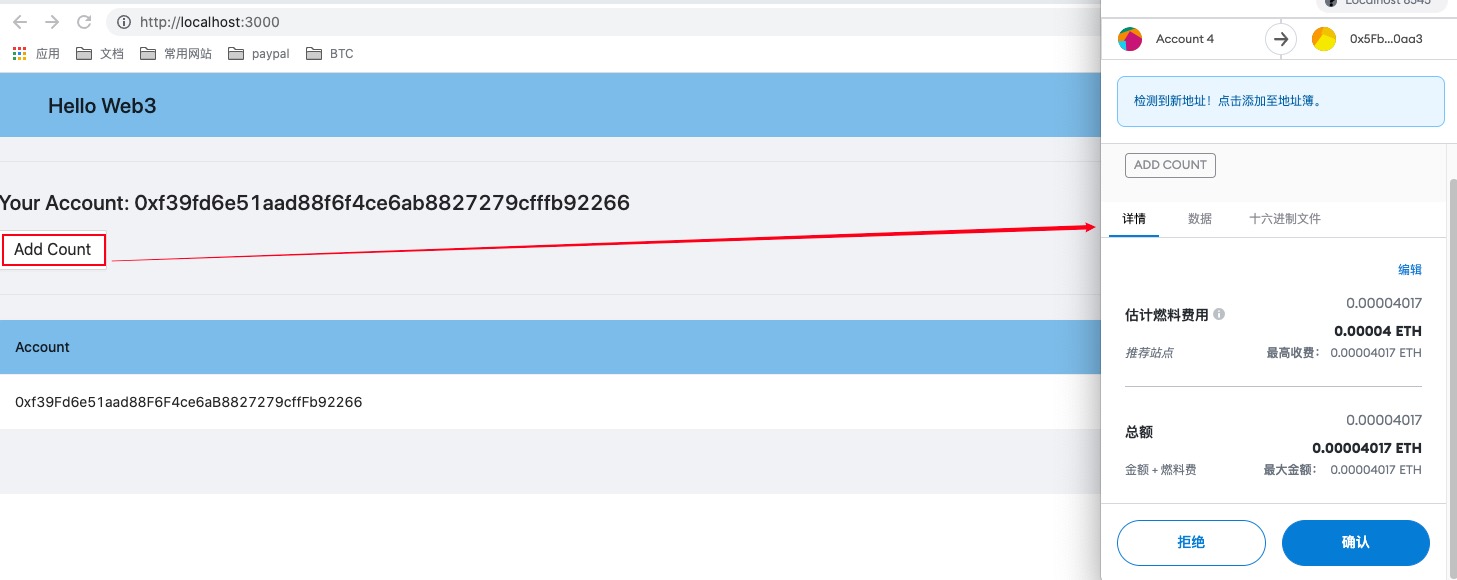 http://localhost:3000
应用
文档
常用网站
paypal
BTC
Hello Web3
Your Account: 0xf39fd6e51aad88f6f4ce6ab8827279cfffb92266
Add Count
Account
0xf39Fd6e51aad88F6F4ce6aB8827279cffFb92266
Localhost 8545
Account 4
0x5Fb...0aa3
检测到新地址！点击添加至地址簿。
ADD COUNT
详情
数据
十六进制文件
编辑
0.00004017
估计燃料费用
0.00004 ETH
推荐站点
最高收费： 0.00004017 ETH
0.00004017
总额
0.00004017 ETH
金额 + 燃料费
最大金额： 0.00004017 ETH
拒绝
确认